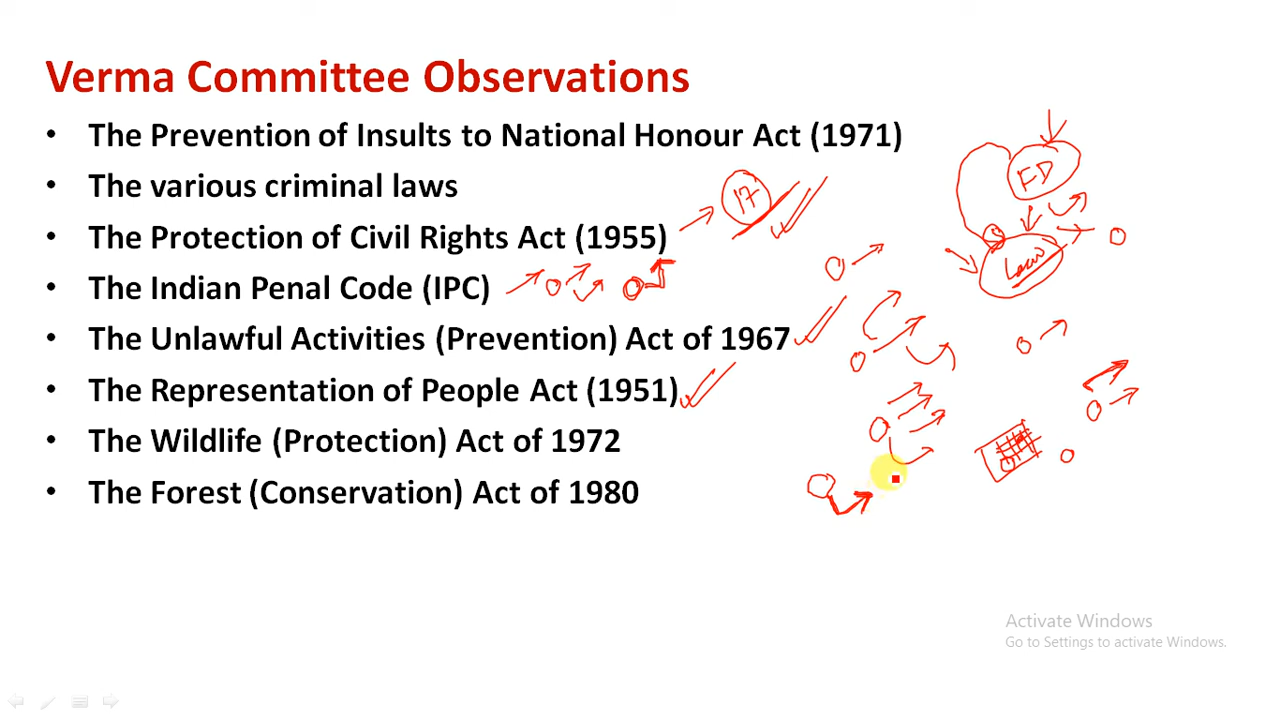 Verma Committee Observations
• The Prevention of Insults to National Honour Act (1971)
• The various criminal laws
• The Protection of Civil Rights Act (1955)
17
• The Indian Penal Code (IPC)
• The Unlawful Activities (Prevention) Act of 1967
• The Representation of People Act (1951)
• The Wildlife (Protection) Act of 1972
• The Forest (Conservation) Act of 1980
FD
Law
Activate Windows
Go to Settings to activate Windows.